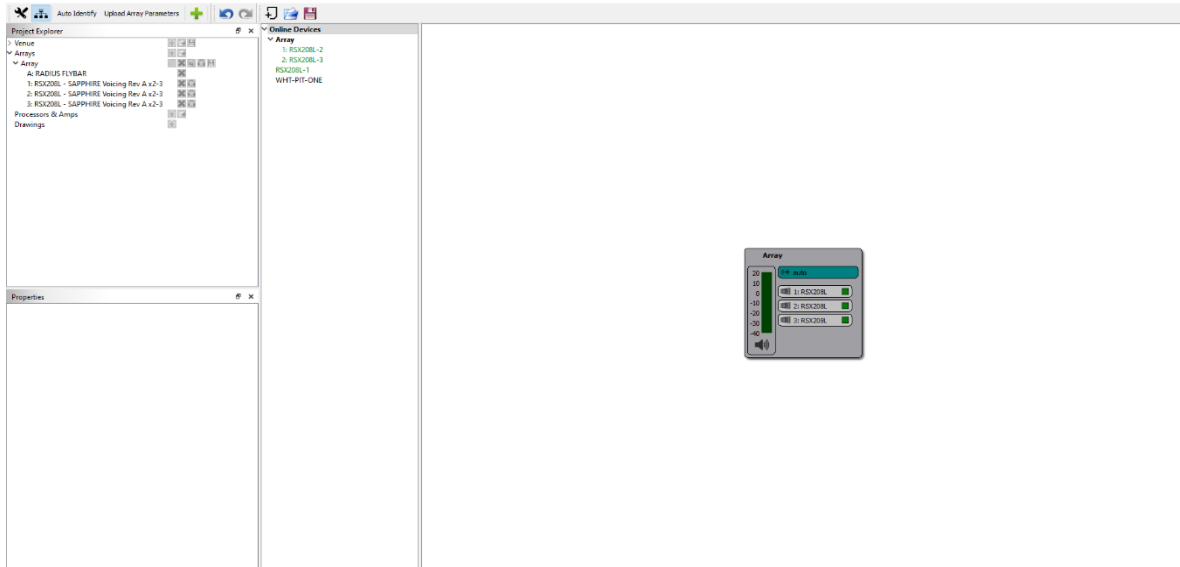 Auto Identify Upload Array Parameters
Project Explorer
Venue
Arrays
Array
A: RADIUS FLYBAR
1: RSX208L - SAPPHIRE Voicing Rev A x2-3
2: RSX208L - SAPPHIRE Voicing Rev A x2-3
3: RSX208L - SAPPHIRE Voicing Rev A x2-3
Processors & Amps
Drawings
Properties
Online Devices
Array
1: RSX208L-2
2: RSX208L-3
RSX208L-1
WHT-PIT-ONE
Array
auto
20
10
0
-10
-20
-30
-40
1: RSX208L
2: RSX208L
3: RSX208L